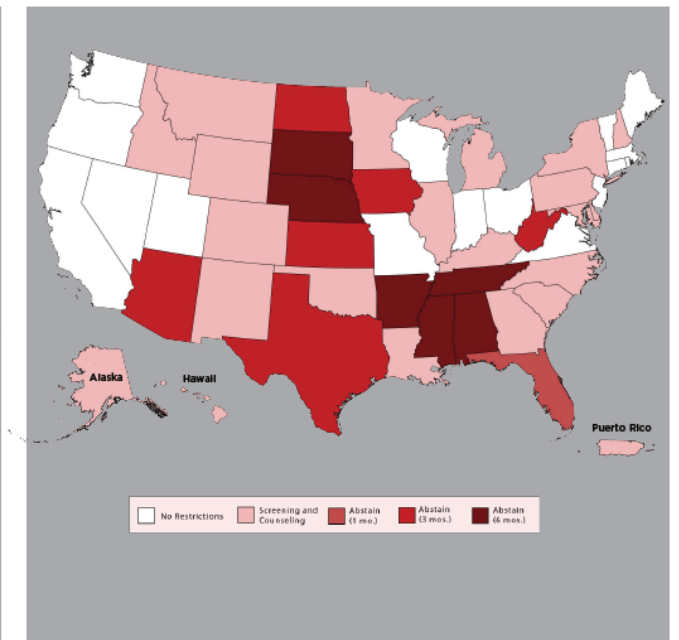 Alaska
Hawaii
Puerto Rico
No Restrictions
Screening and
Counseling
Abstain
(1 mo.)
Abstain
(3 mos.)
Abstain
(6 mos.)